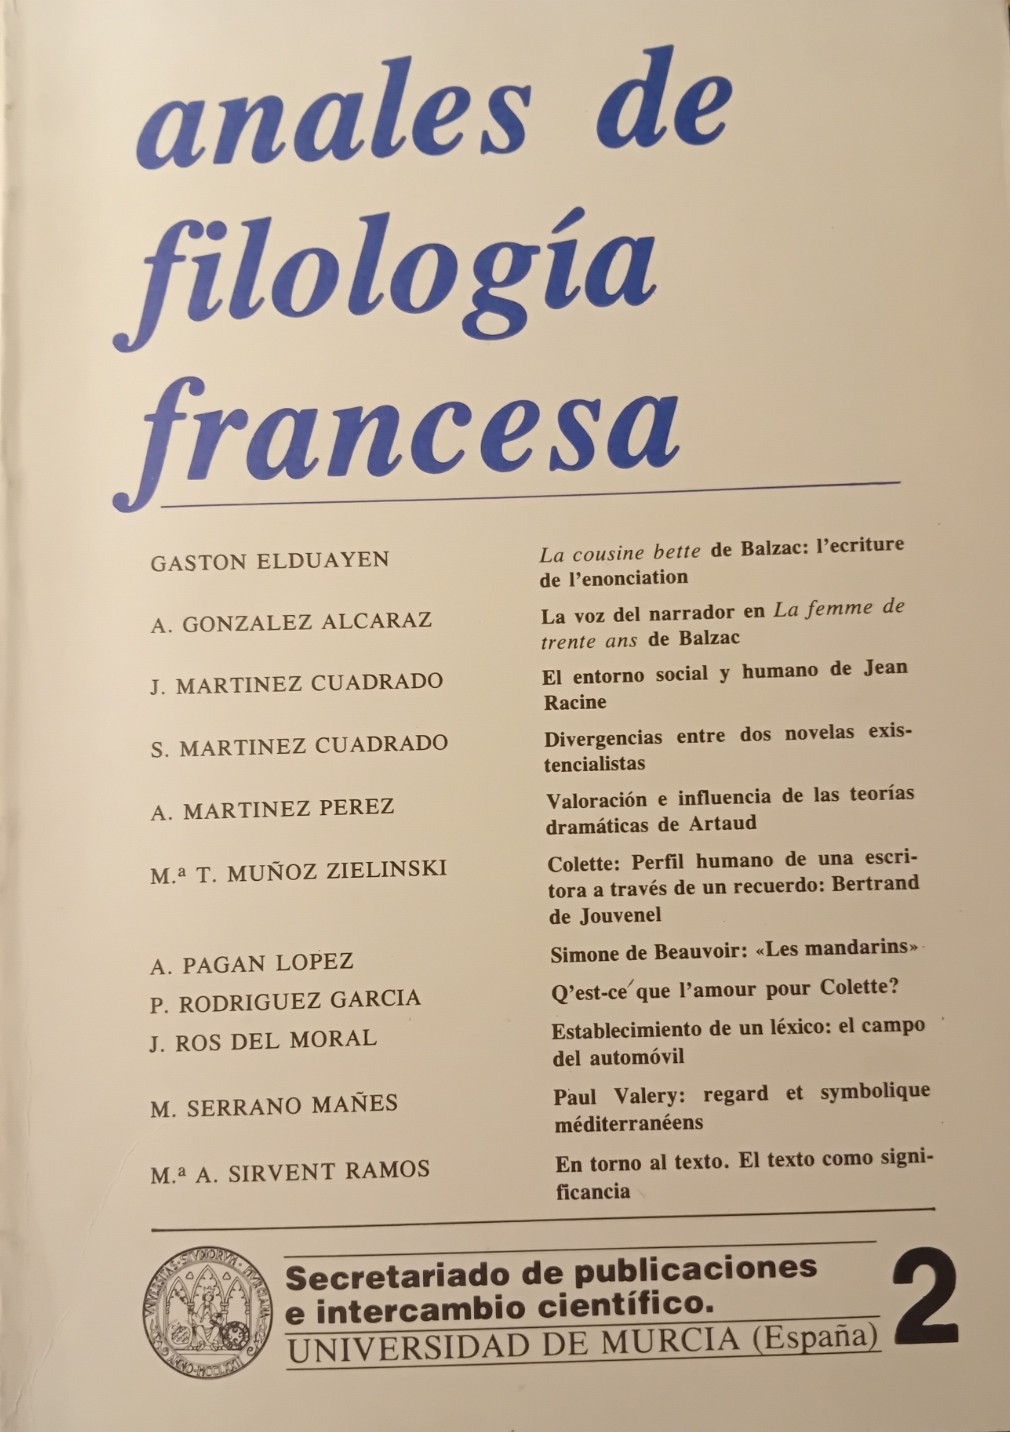 anales de
filología
francesa
GASTON ELDUAYEN
La cousine bette de Balzac: l'ecriture
de l'enonciation
A. GONZALEZ ALCARAZ
La voz del narrador en La femme de
trente ans de Balzac
J. MARTINEZ CUADRADO
El entorno social y humano de Jean
Racine
S. MARTINEZ CUADRADO
Divergencias entre dos novelas exis-
tencialistas
A. MARTINEZ PEREZ
Valoración e influencia de las teorías
dramáticas de Artaud
M.ª T. MUÑOZ ZIELINSKI
Colette: Perfil humano de una escri-
tora a través de un recuerdo: Bertrand
de Jouvenel
A. PAGAN LOPEZ
Simone de Beauvoir: «Les mandarins»
P. RODRIGUEZ GARCIA
Q'est-ce que l'amour pour Colette?
J. ROS DEL MORAL
Establecimiento de un léxico: el campo
del automóvil
M. SERRANO MAÑES
Paul Valery: regard et symbolique
méditerranéens
M.ª A. SIRVENT RAMOS
En torno al texto. El texto como signi-
ficancia
Secretariado de publicaciones
e intercambio científico.
UNIVERSIDAD DE MURCIA (España)
2